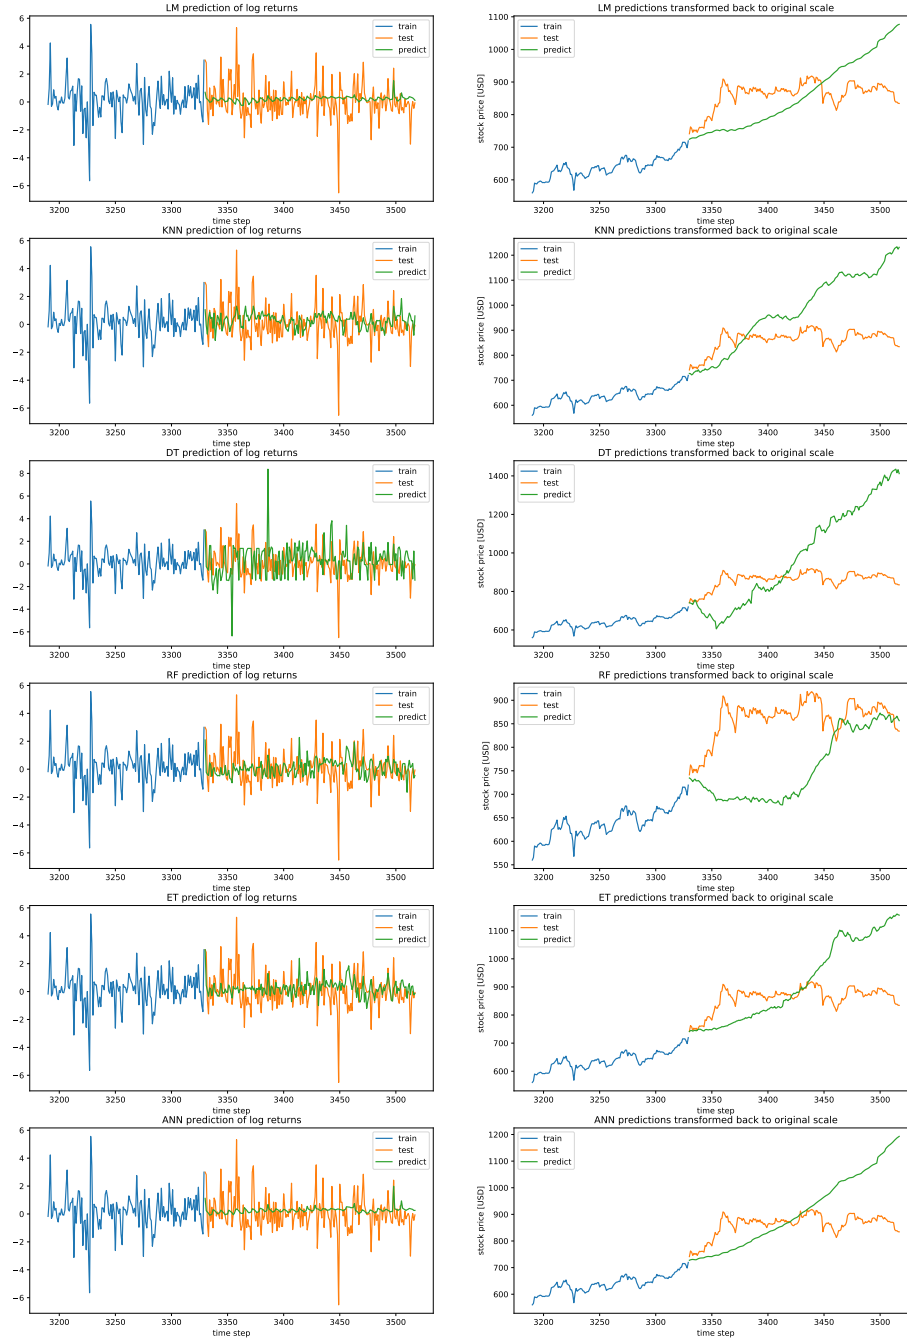 LM prediction of log returns
6
4
2
0
−2
−4
−6
train
test
predict
3200 3250 3300 3350 3400 3450 3500
time step
LM predictions transformed back to original scale
1100
1000
900
800
700
600
stock price [USD]
train
test
predict
3200 3250 3300 3350 3400 3450 3500
time step
KNN prediction of log returns
6
4
2
0
−2
−4
−6
train
test
predict
3200 3250 3300 3350 3400 3450 3500
time step
KNN predictions transformed back to original scale
1200
1100
1000
900
800
700
600
stock price [USD]
train
test
predict
3200 3250 3300 3350 3400 3450 3500
time step
DT prediction of log returns
8
6
4
2
0
−2
−4
−6
train
test
predict
3200 3250 3300 3350 3400 3450 3500
time step
DT predictions transformed back to original scale
1400
1200
1000
800
600
stock price [USD]
train
test
predict
3200 3250 3300 3350 3400 3450 3500
time step
RF prediction of log returns
6
4
2
0
−2
−4
−6
train
test
predict
3200 3250 3300 3350 3400 3450 3500
time step
RF predictions transformed back to original scale
900
850
800
750
700
650
600
550
stock price [USD]
train
test
predict
3200 3250 3300 3350 3400 3450 3500
time step
ET prediction of log returns
6
4
2
0
−2
−4
−6
train
test
predict
3200 3250 3300 3350 3400 3450 3500
time step
ET predictions transformed back to original scale
1100
1000
900
800
700
600
stock price [USD]
train
test
predict
3200 3250 3300 3350 3400 3450 3500
time step
ANN prediction of log returns
6
4
2
0
−2
−4
−6
train
test
predict
3200 3250 3300 3350 3400 3450 3500
time step
ANN predictions transformed back to original scale
1200
1100
1000
900
800
700
600
stock price [USD]
train
test
predict
3200 3250 3300 3350 3400 3450 3500
time step